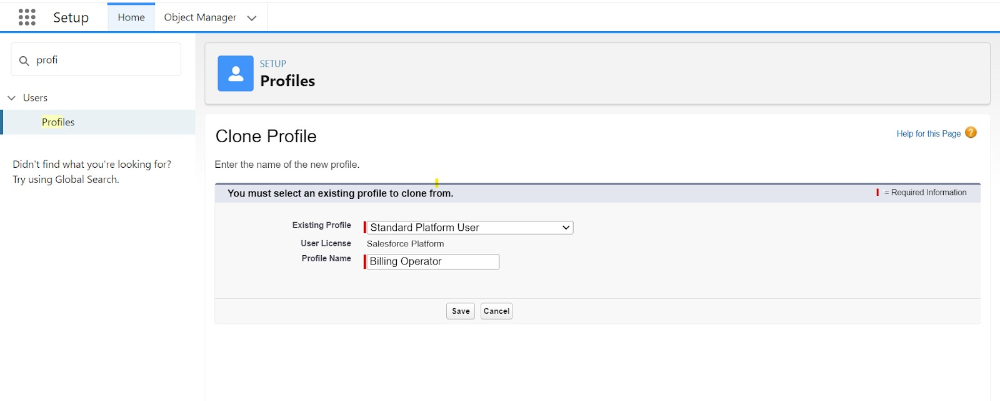 Setup Home Object Manager
profi
Users
Profiles
Didn't find what you're looking for?
Try using Global Search.
SETUP
Profiles
Clone Profile
Help for this Page ?
Enter the name of the new profile.
You must select an existing profile to clone from.
= Required Information
Existing Profile Standard Platform User
User License Salesforce Platform
Profile Name Billing Operator
Save Cancel